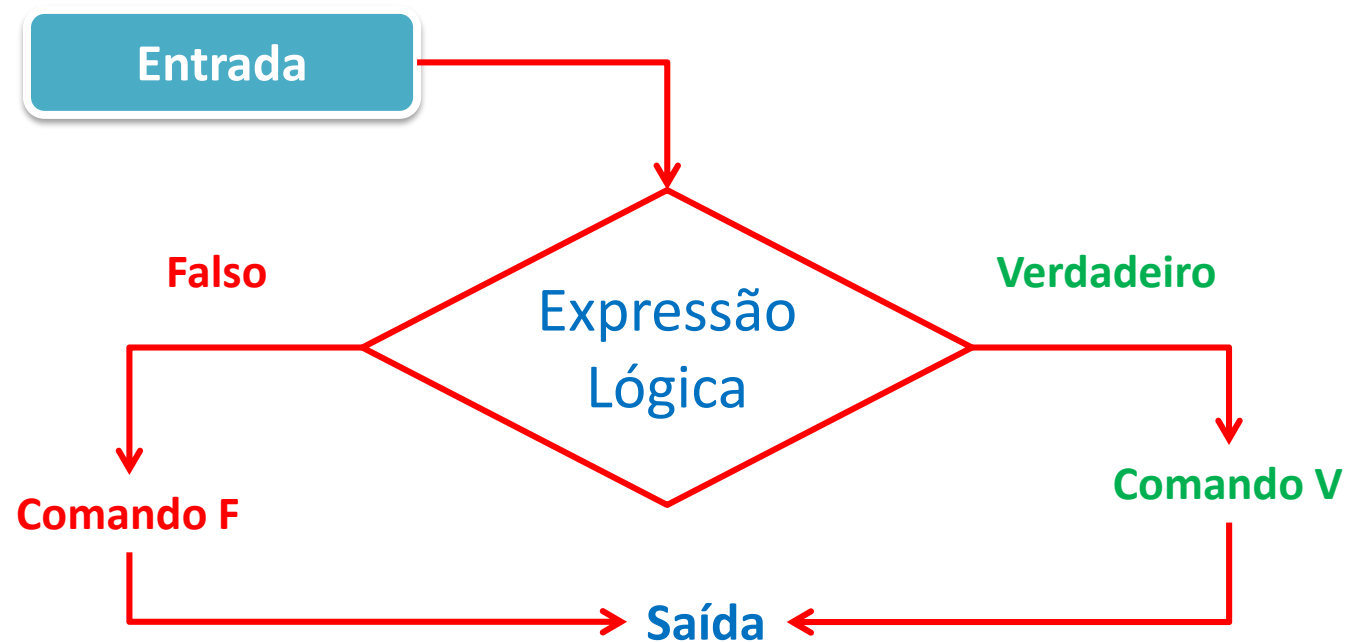 Entrada
Falso
Verdadeiro
Expressão
Lógica
Comando F
Comando V
Saída